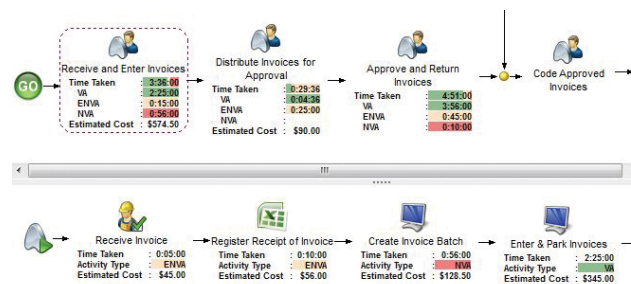 GO
Receive and Enter Invoices
Time Taken : 3:36:00
VA : 2:25:00
ENVA : 0:15:00
NVA : 0:56:00
Estimated Cost : $574.50
Distribute Invoices for
Approval
Time Taken : 0:29:36
VA : 0:04:36
ENVA : 0:25:00
NVA :
Estimated Cost : $90.00
Approve and Return
Invoices
Time Taken : 4:51:00
VA : 3:56:00
ENVA : 0:45:00
NVA : 0:10:00
Code Approved
Invoices
Receive Invoice
Time Taken : 0:05:00
Activity Type : ENVA
Estimated Cost : $45.00
Register Receipt of Invoice
Time Taken : 0:10:00
Activity Type : ENVA
Estimated Cost : $56.00
Create Invoice Batch
Time Taken : 0:56:00
Activity Type : NVA
Estimated Cost : $128.50
Enter & Park Invoices
Time Taken : 2:25:00
Activity Type : VA
Estimated Cost : $345.00